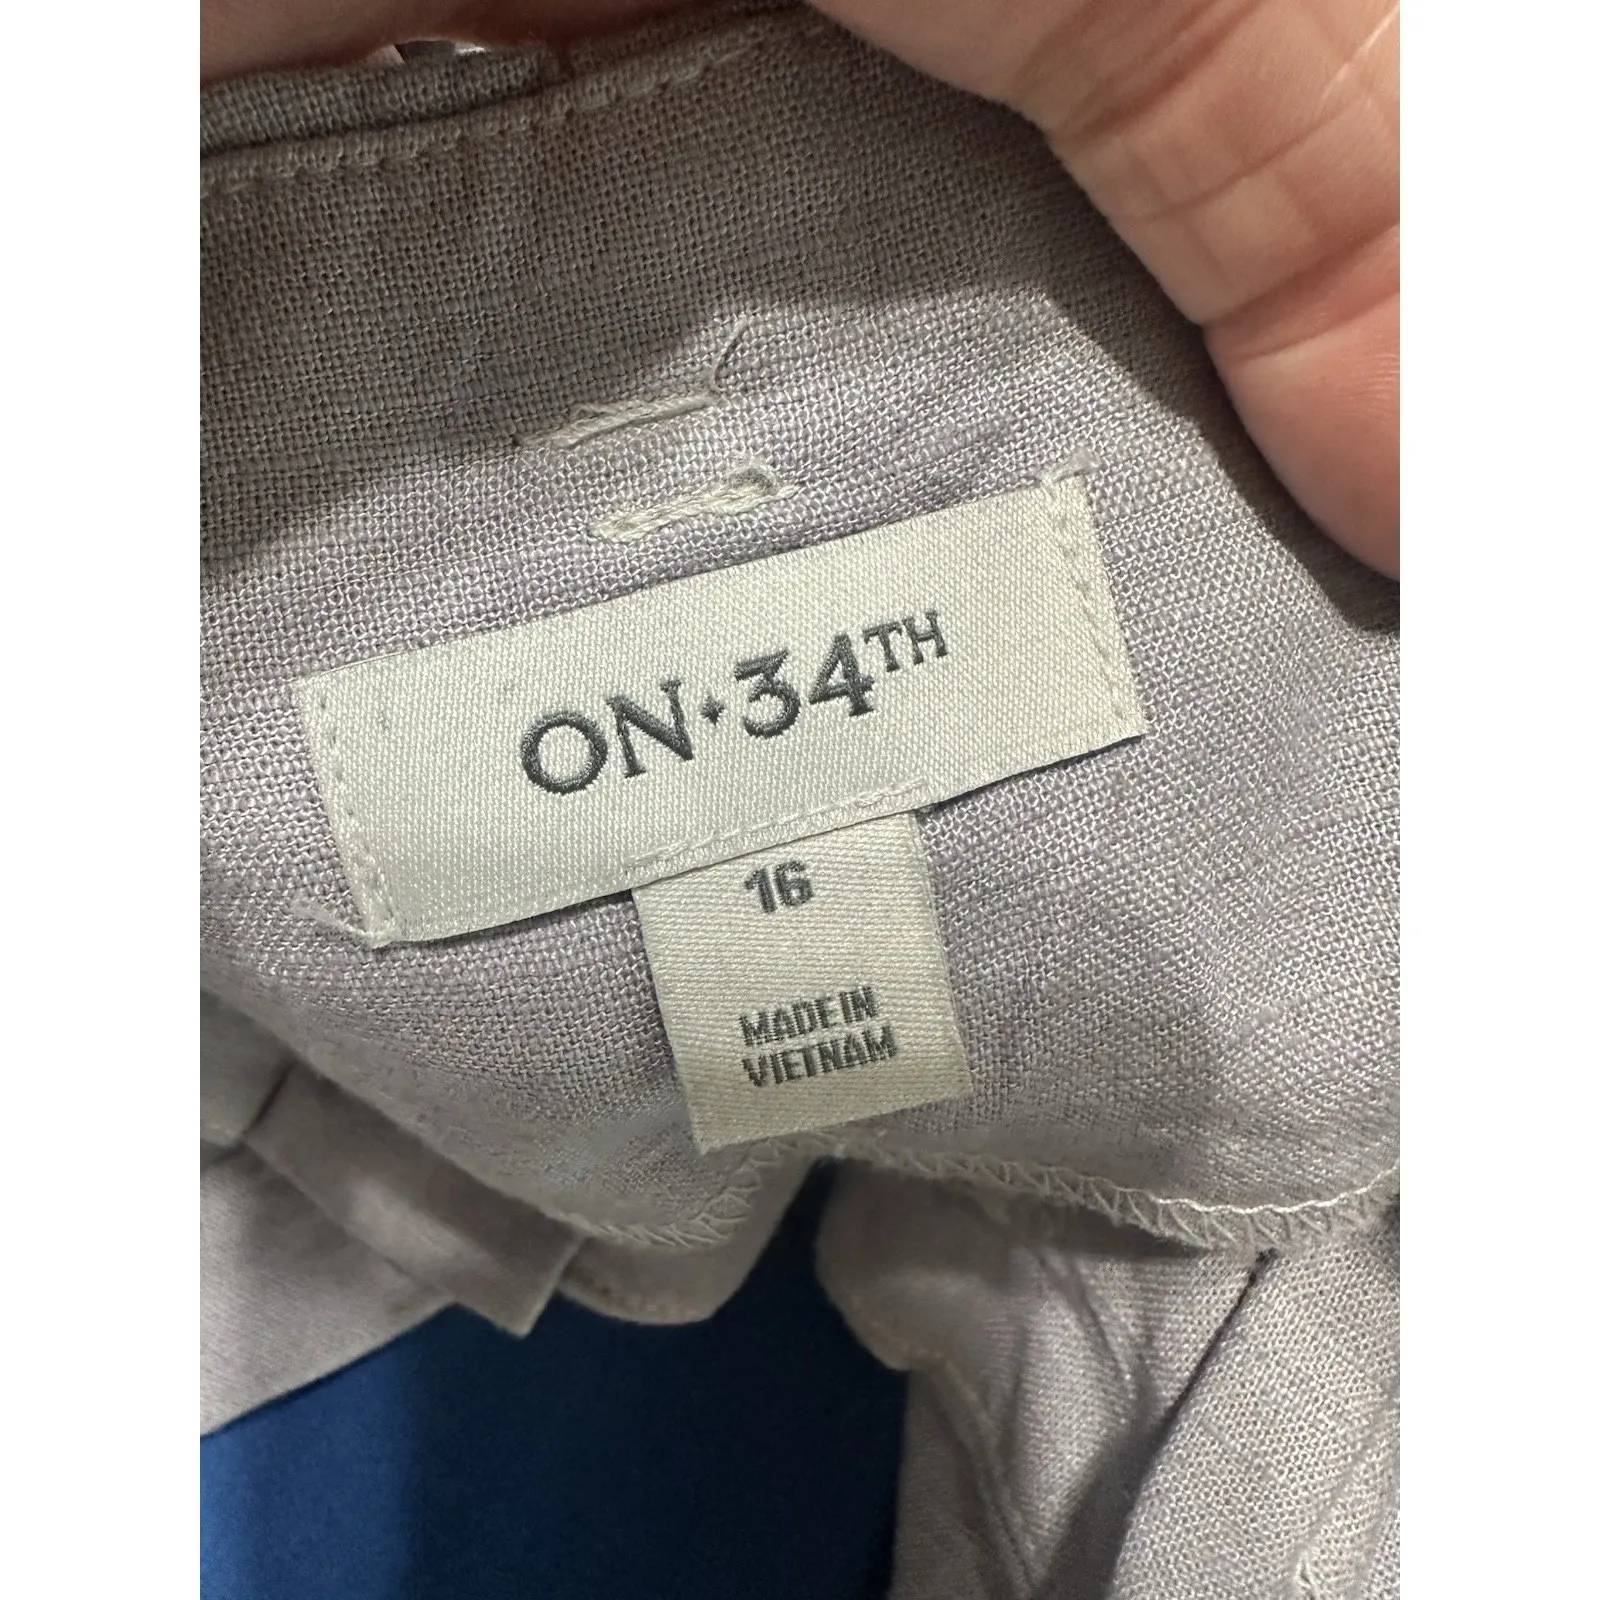 ON·34TH
16
MADE IN
VIETNAM